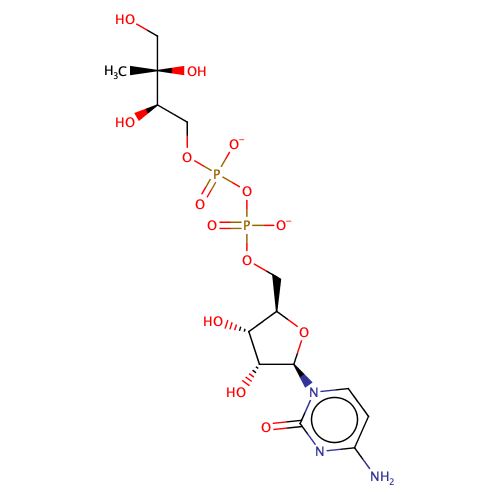 HO
H₃C OH
HO
O O⁻
P
O O
O P O⁻
O
HO O
HO N
O N
NH₂